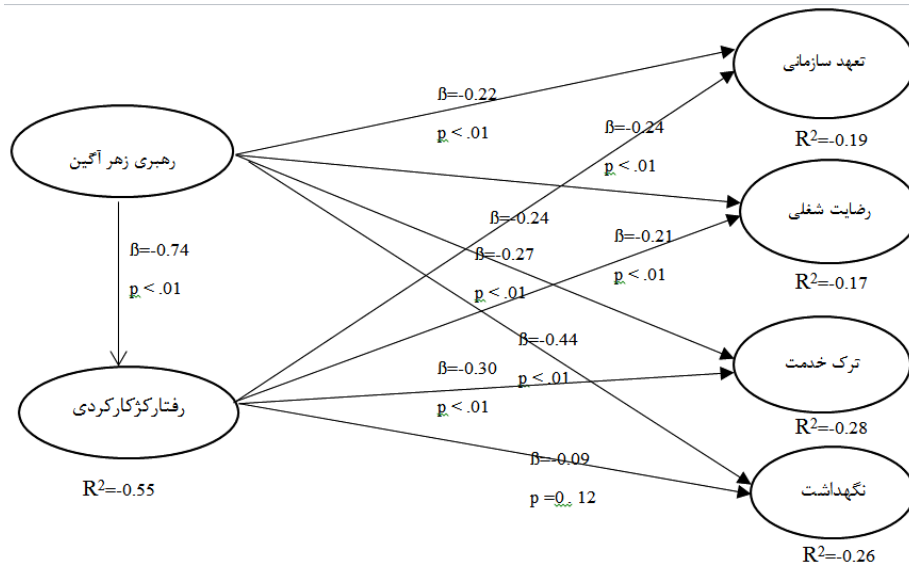 تعهد سازمانی
ß=-0.22
p < .01
ß=-0.24
p < .01
R²=-0.19
رهبری زهر آگین
رضایت شغلی
ß=-0.24
ß=-0.21
ß=-0.74
ß=-0.27
p < .01
R²=-0.17
p < .01
p < .01
ß=-0.44
ß=-0.30
p < .01
ترک خدمت
p < .01
رفتارکژکارکردی
R²=-0.28
ß=-0.09
R²=-0.55
p =0. 12
نگهداشت
R²=-0.26